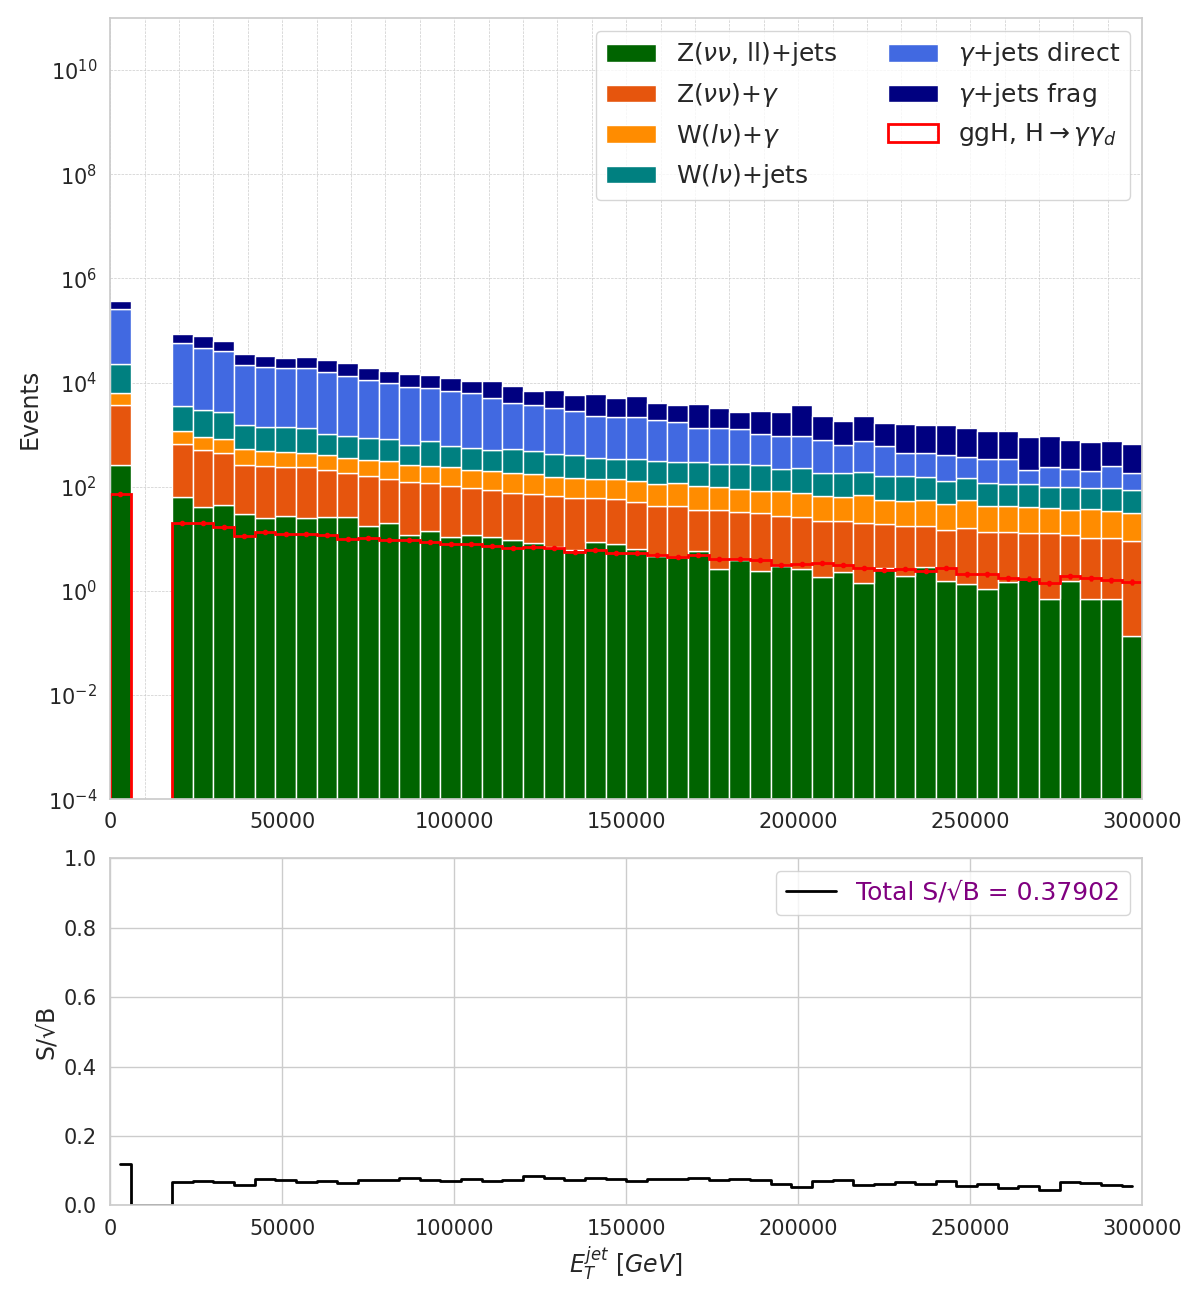 Z(νν, ll)+jets
Z(νν)+γ
W(lν)+γ
W(lν)+jets
γ+jets direct
γ+jets frag
ggH, H→γγ_d
Events
10^10
10^8
10^6
10^4
10^2
10^0
10^−2
10^−4
0 50000 100000 150000 200000 250000 300000
Total S/√B = 0.37902
S/√B
1.0
0.8
0.6
0.4
0.2
0.0
0 50000 100000 150000 200000 250000 300000
E_T^jet [GeV]